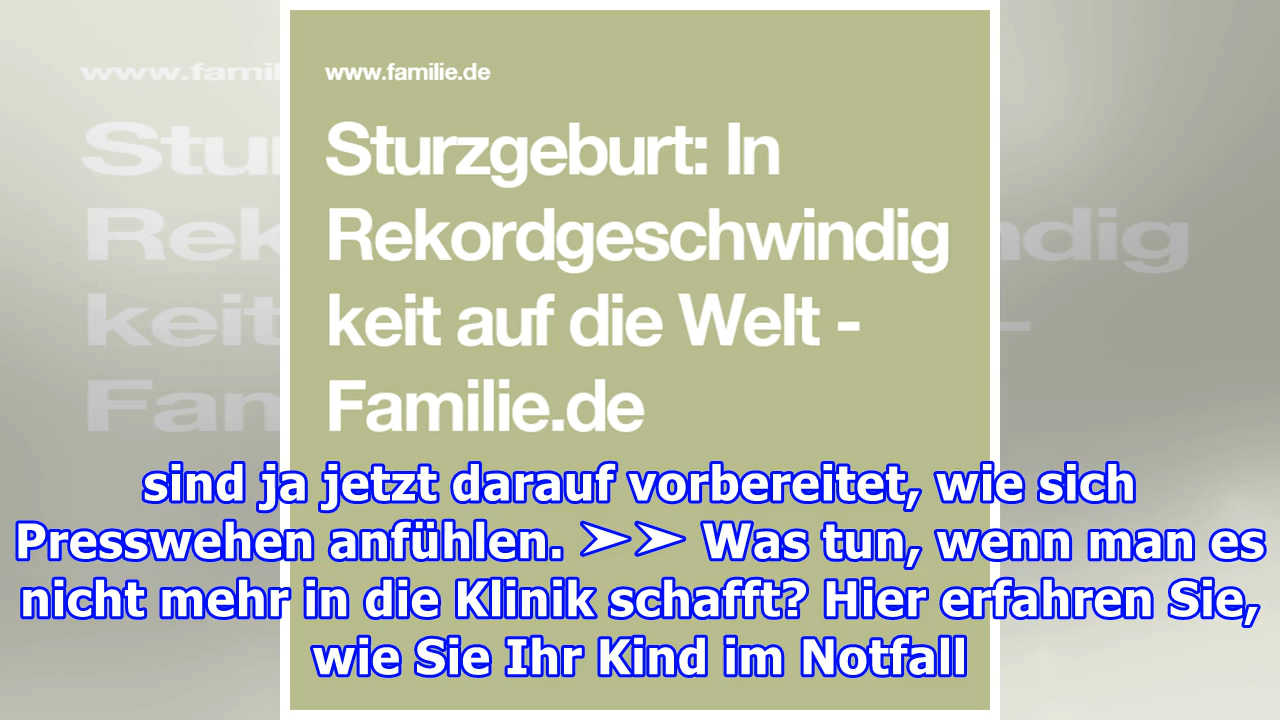 www.familie.de
Sturzgeburt: In
Rekordgeschwindig
keit auf die Welt -
Familie.de
sind ja jetzt darauf vorbereitet, wie sich
Presswehen anfühlen. ➤➤ Was tun, wenn man es
nicht mehr in die Klinik schafft? Hier erfahren Sie,
wie Sie Ihr Kind im Notfall